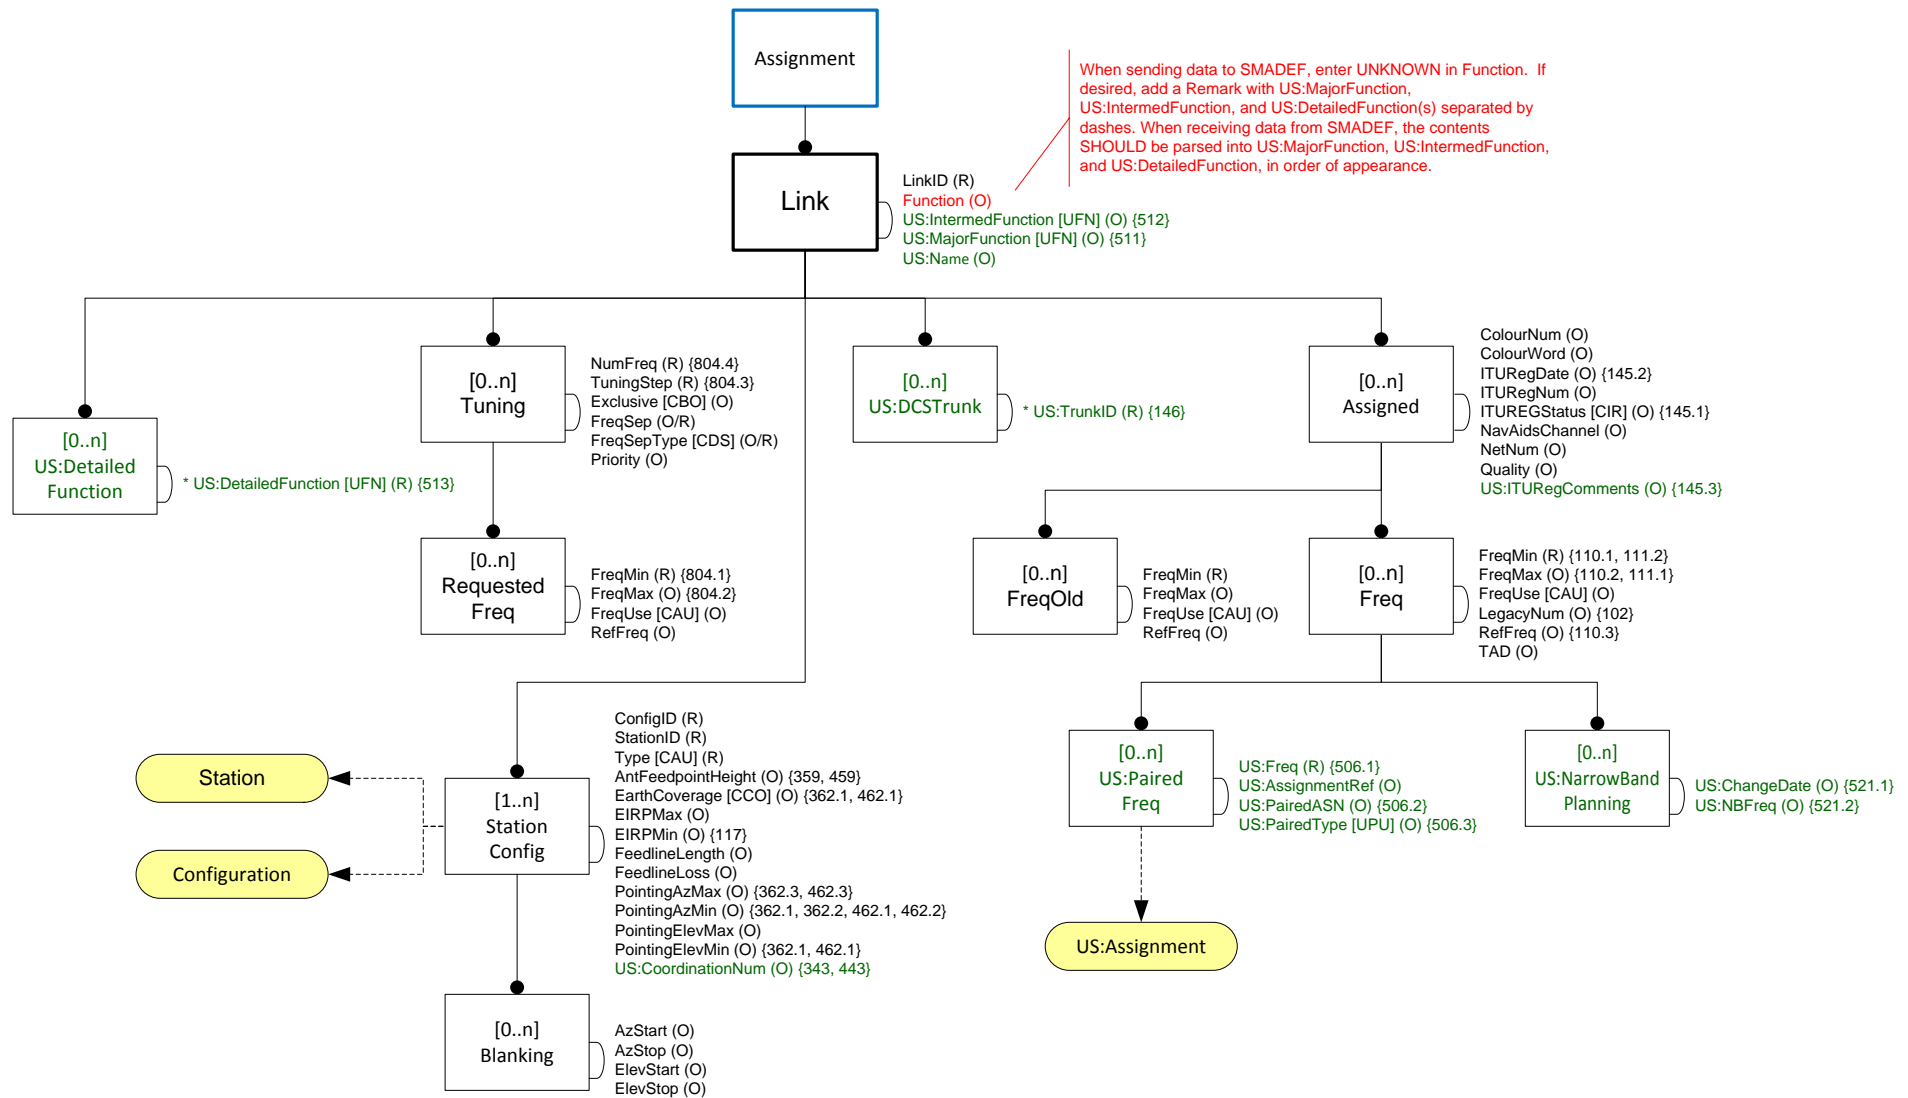 Assignment
When sending data to SMADEF, enter UNKNOWN in Function.  If
desired, add a Remark with US:MajorFunction,
US:IntermedFunction, and US:DetailedFunction(s) separated by
dashes. When receiving data from SMADEF, the contents
SHOULD be parsed into US:MajorFunction, US:IntermedFunction,
and US:DetailedFunction, in order of appearance.
Link
LinkID (R)
Function (O)
US:IntermedFunction [UFN] (O) {512}
US:MajorFunction [UFN] (O) {511}
US:Name (O)
[0..n]
US:Detailed
Function
* US:DetailedFunction [UFN] (R) {513}
[0..n]
Tuning
NumFreq (R) {804.4}
TuningStep (R) {804.3}
Exclusive [CBO] (O)
FreqSep (O/R)
FreqSepType [CDS] (O/R)
Priority (O)
[0..n]
US:DCSTrunk
* US:TrunkID (R) {146}
[0..n]
Assigned
ColourNum (O)
ColourWord (O)
ITURegDate (O) {145.2}
ITURegNum (O)
ITUREGStatus [CIR] (O) {145.1}
NavAidsChannel (O)
NetNum (O)
Quality (O)
US:ITURegComments (O) {145.3}
[0..n]
Requested
Freq
FreqMin (R) {804.1}
FreqMax (O) {804.2}
FreqUse [CAU] (O)
RefFreq (O)
[0..n]
FreqOld
FreqMin (R)
FreqMax (O)
FreqUse [CAU] (O)
RefFreq (O)
[0..n]
Freq
FreqMin (R) {110.1, 111.2}
FreqMax (O) {110.2, 111.1}
FreqUse [CAU] (O)
LegacyNum (O) {102}
RefFreq (O) {110.3}
TAD (O)
Station
Configuration
[1..n]
Station
Config
ConfigID (R)
StationID (R)
Type [CAU] (R)
AntFeedpointHeight (O) {359, 459}
EarthCoverage [CCO] (O) {362.1, 462.1}
EIRPMax (O)
EIRPMin (O) {117}
FeedlineLength (O)
FeedlineLoss (O)
PointingAzMax (O) {362.3, 462.3}
PointingAzMin (O) {362.1, 362.2, 462.1, 462.2}
PointingElevMax (O)
PointingElevMin (O) {362.1, 462.1}
US:CoordinationNum (O) {343, 443}
[0..n]
US:Paired
Freq
US:Freq (R) {506.1}
US:AssignmentRef (O)
US:PairedASN (O) {506.2}
US:PairedType [UPU] (O) {506.3}
[0..n]
US:NarrowBand
Planning
US:ChangeDate (O) {521.1}
US:NBFreq (O) {521.2}
US:Assignment
[0..n]
Blanking
AzStart (O)
AzStop (O)
ElevStart (O)
ElevStop (O)